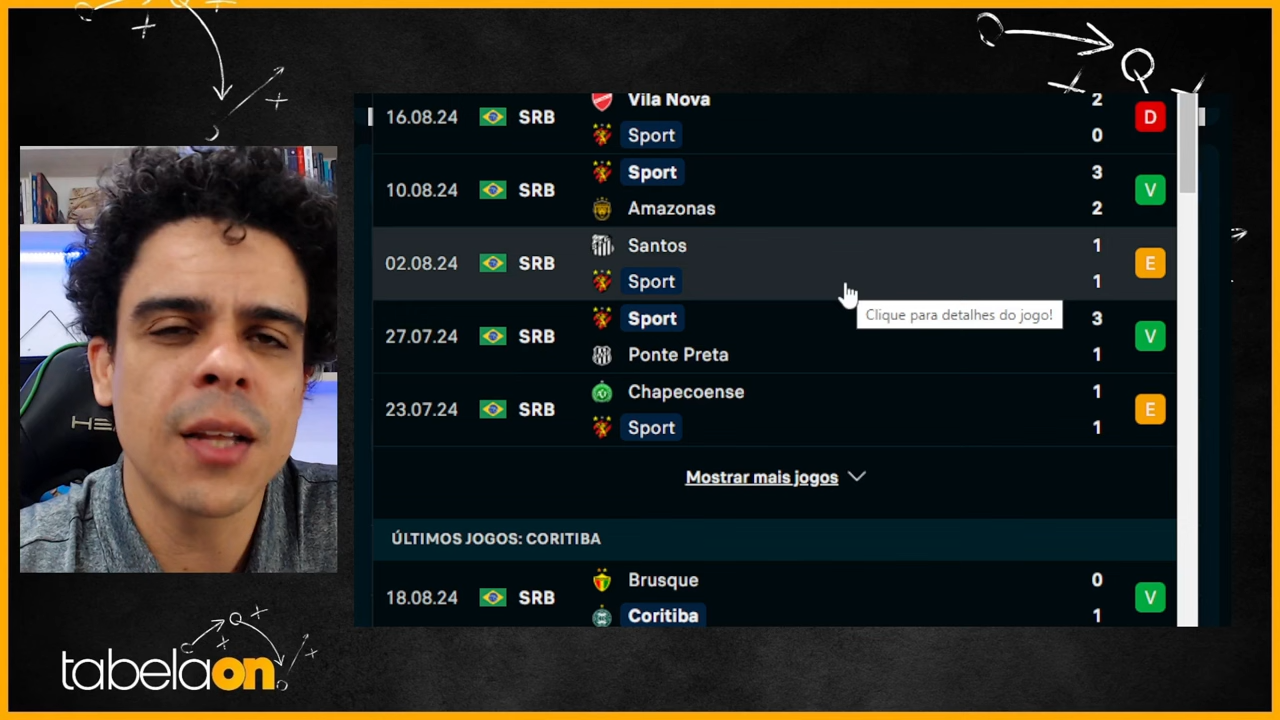 16.08.24 SRB Vila Nova 2
Sport 0 D
10.08.24 SRB Sport 3 V
Amazonas 2
02.08.24 SRB Santos 1 E
Sport 1
Clique para detalhes do jogo!
27.07.24 SRB Sport 3 V
Ponte Preta 1
23.07.24 SRB Chapecoense 1 E
Sport 1
Mostrar mais jogos
ÚLTIMOS JOGOS: CORITIBA
18.08.24 SRB Brusque 0 V
Coritiba 1
tabelaon